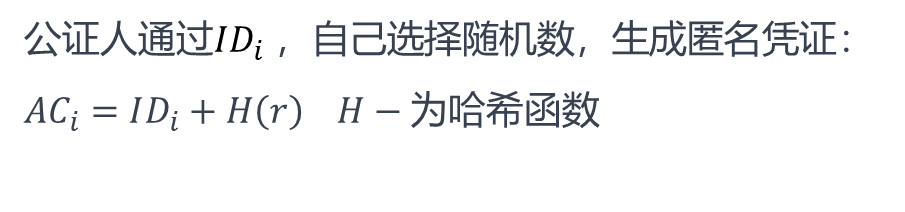 公证人通过𝐼𝐷ᵢ ，自己选择随机数，生成匿名凭证：
𝐴𝐶ᵢ = 𝐼𝐷ᵢ + 𝐻(𝑟) 𝐻 − 为哈希函数